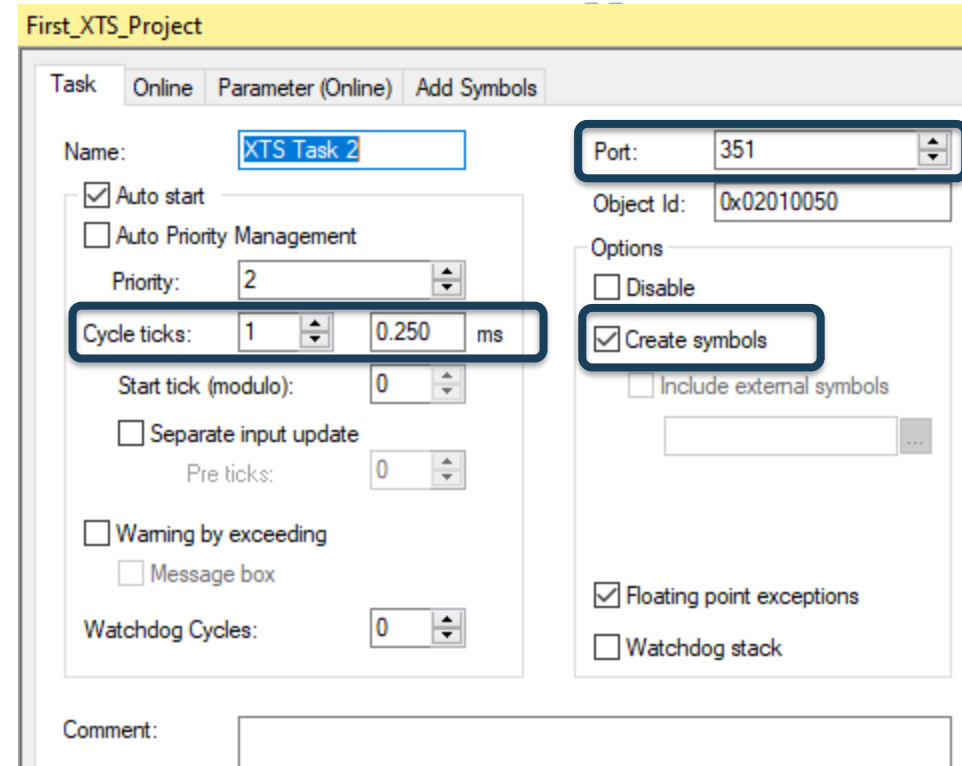 First_XTS_Project
Task Online Parameter (Online) Add Symbols
Name: XTS Task 2
Auto start
Auto Priority Management
Priority: 2
Cycle ticks: 1 0.250 ms
Start tick (modulo): 0
Separate input update
Pre ticks: 0
Warning by exceeding
Message box
Watchdog Cycles: 0
Port: 351
Object Id: 0x02010050
Options
Disable
Create symbols
Include external symbols
...
Floating point exceptions
Watchdog stack
Comment: